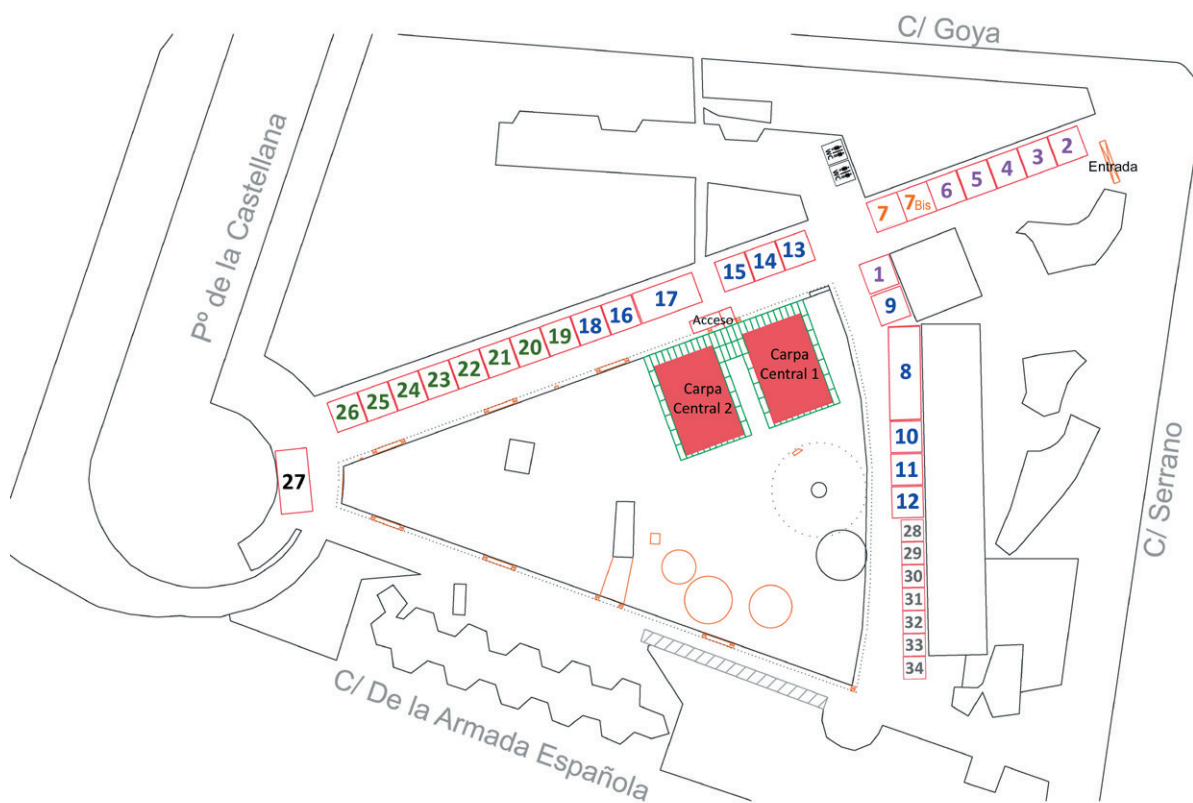 C/ Goya
Pº de la Castellana
WC
WC
2
3
4
5
6
7Bis
7
Entrada
1
9
13
14
15
17
16
18
19
20
21
22
23
24
25
26
Acceso
Carpa
Central 1
Carpa
Central 2
8
10
11
12
27
28
29
30
31
32
33
34
C/ Serrano
C/ De la Armada Española